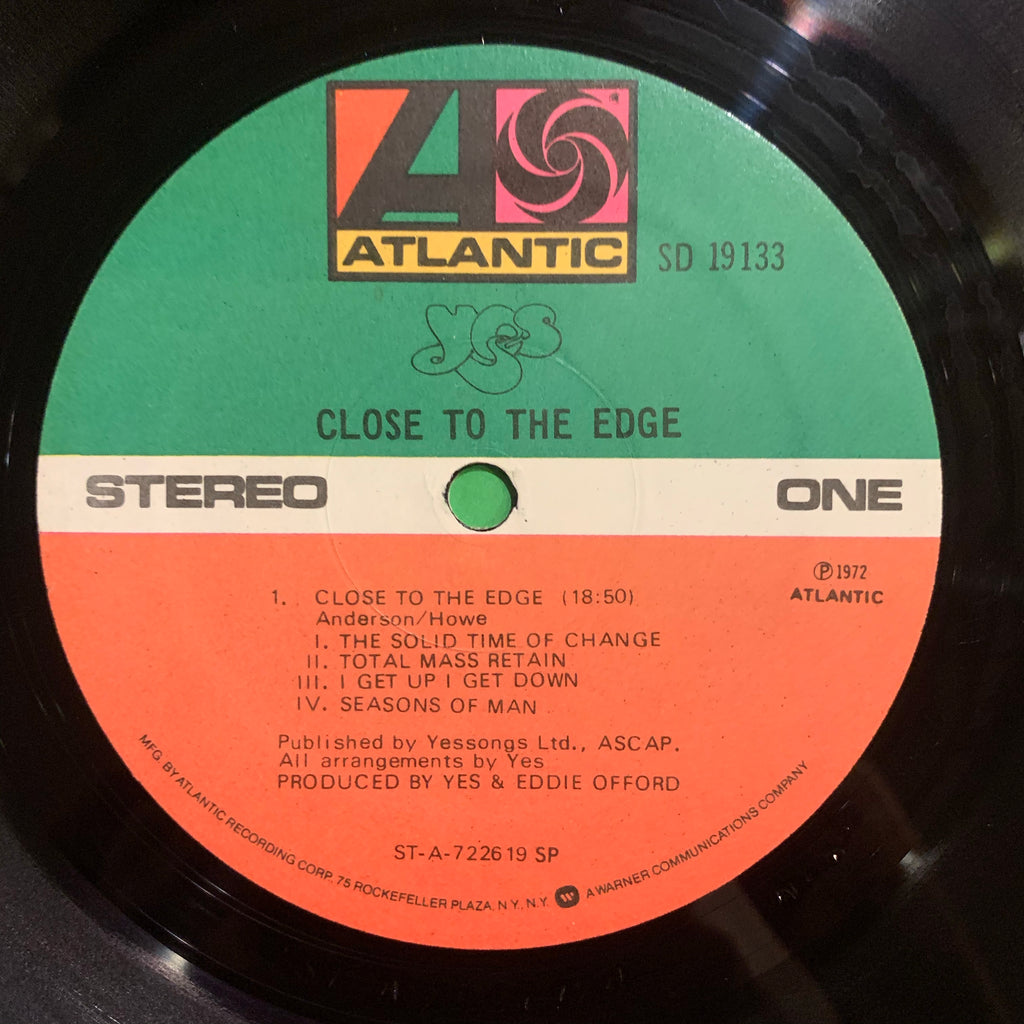 A
ATLANTIC
SD 19133
yes
CLOSE TO THE EDGE
STEREO
ONE
℗1972
ATLANTIC
1. CLOSE TO THE EDGE (18:50)
Anderson/Howe
I. THE SOLID TIME OF CHANGE
II. TOTAL MASS RETAIN
III. I GET UP I GET DOWN
IV. SEASONS OF MAN
Published by Yessongs Ltd., ASCAP.
All arrangements by Yes
PRODUCED BY YES & EDDIE OFFORD
ST-A-722619 SP
MFG. BY ATLANTIC RECORDING CORP. 75 ROCKEFELLER PLAZA, N.Y., N.Y. W A WARNER COMMUNICATIONS COMPANY